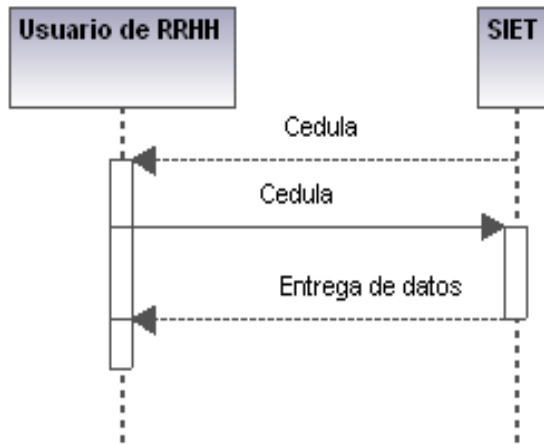 Usuario de RRHH
SIET
Cedula
Cedula
Entrega de datos